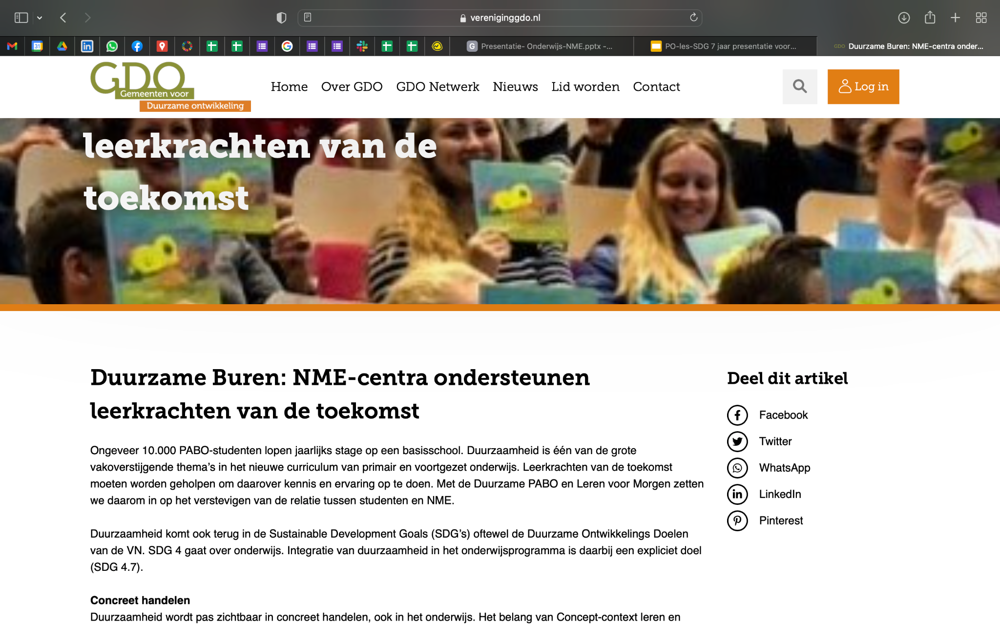 vereniginggdo.nl
31
G Presentatie- Onderwijs-NME.pptx -...
PO-les-SDG 7 jaar presentatie voor...
GDO Duurzame Buren: NME-centra onder...
GDO
Gemeenten voor
Duurzame ontwikkeling
Home Over GDO GDO Netwerk Nieuws Lid worden Contact
Log in
leerkrachten van de
toekomst
Duurzame Buren: NME-centra ondersteunen
leerkrachten van de toekomst
Ongeveer 10.000 PABO-studenten lopen jaarlijks stage op een basisschool. Duurzaamheid is één van de grote
vakoverstijgende thema’s in het nieuwe curriculum van primair en voortgezet onderwijs. Leerkrachten van de toekomst
moeten worden geholpen om daarover kennis en ervaring op te doen. Met de Duurzame PABO en Leren voor Morgen zetten
we daarom in op het verstevigen van de relatie tussen studenten en NME.
Duurzaamheid komt ook terug in de Sustainable Development Goals (SDG’s) oftewel de Duurzame Ontwikkelings Doelen
van de VN. SDG 4 gaat over onderwijs. Integratie van duurzaamheid in het onderwijsprogramma is daarbij een expliciet doel
(SDG 4.7).
Concreet handelen
Duurzaamheid wordt pas zichtbaar in concreet handelen, ook in het onderwijs. Het belang van Concept-context leren en
Deel dit artikel
Facebook
Twitter
WhatsApp
LinkedIn
Pinterest